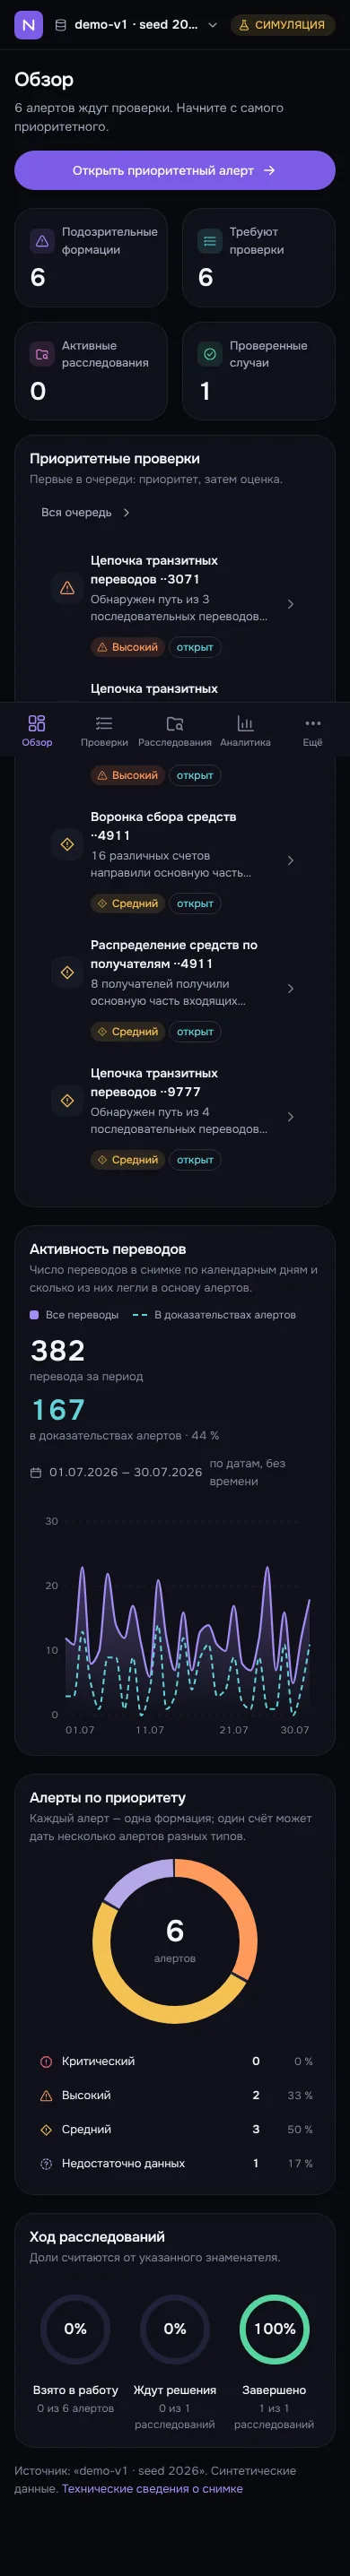 N demo-v1 · seed 20... СИМУЛЯЦИЯ
Обзор
6 алертов ждут проверки. Начните с самого
приоритетного.
Открыть приоритетный алерт →
Подозрительные
формации
6
Требуют
проверки
6
Активные
расследования
0
Проверенные
случаи
1
Приоритетные проверки
Первые в очереди: приоритет, затем оценка.
Вся очередь
Цепочка транзитных
переводов ··3071
Обнаружен путь из 3
последовательных переводов...
Высокий открыт
Цепочка транзитных
Обзор Проверки Расследования Аналитика Ещё
Высокий открыт
Воронка сбора средств
··4911
16 различных счетов
направили основную часть...
Средний открыт
Распределение средств по
получателям ··4911
8 получателей получили
основную часть входящих...
Средний открыт
Цепочка транзитных
переводов ··9777
Обнаружен путь из 4
последовательных переводов...
Средний открыт
Активность переводов
Число переводов в снимке по календарным дням и
сколько из них легли в основу алертов.
Все переводы В доказательствах алертов
382
перевода за период
167
в доказательствах алертов · 44 %
01.07.2026 — 30.07.2026 по датам, без
времени
30
20
10
0
01.07 11.07 21.07 30.07
Алерты по приоритету
Каждый алерт — одна формация; один счёт может
дать несколько алертов разных типов.
6
алертов
Критический 0 0 %
Высокий 2 33 %
Средний 3 50 %
Недостаточно данных 1 17 %
Ход расследований
Доли считаются от указанного знаменателя.
0% 0% 100%
Взято в работу Ждут решения Завершено
0 из 6 алертов 0 из 1 1 из 1
расследований расследований
Источник: «demo-v1 · seed 2026». Синтетические
данные. Технические сведения о снимке